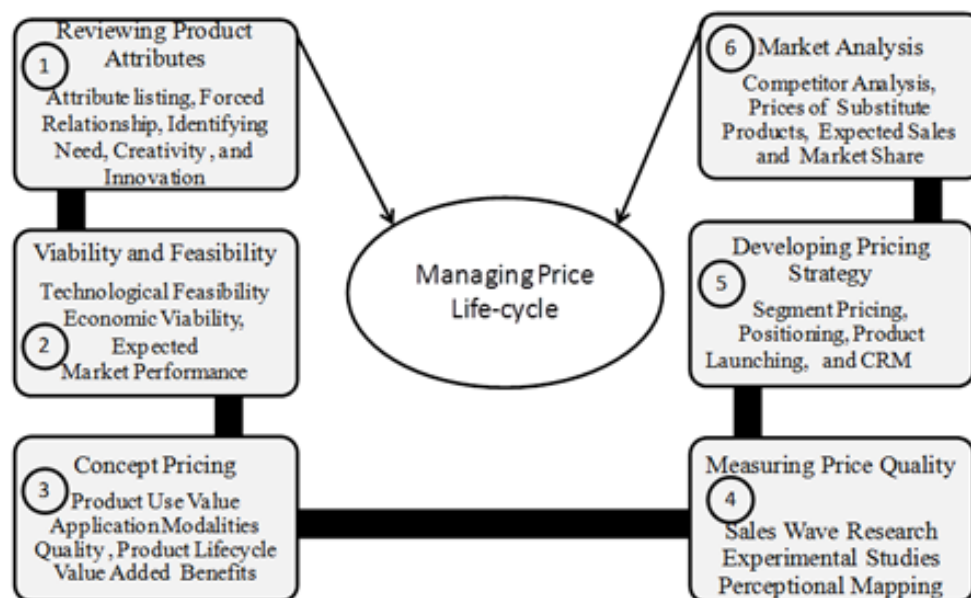 Reviewing Product
Attributes
1
Attribute listing, Forced
Relationship, Identifying
Need, Creativity, and
Innovation
Viability and Feasibility
Technological Feasibility
Economic Viability,
2
Expected
Market Performance
Concept Pricing
3
Product Use Value
Application Modalities
Quality, Product Lifecycle
Value Added Benefits
Managing Price
Life-cycle
Measuring Price Quality
4
Sales Wave Research
Experimental Studies
Perceptional Mapping
Developing Pricing
Strategy
5
Segment Pricing,
Positioning, Product
Launching, and CRM
6
Market Analysis
Competitor Analysis,
Prices of Substitute
Products, Expected Sales
and Market Share